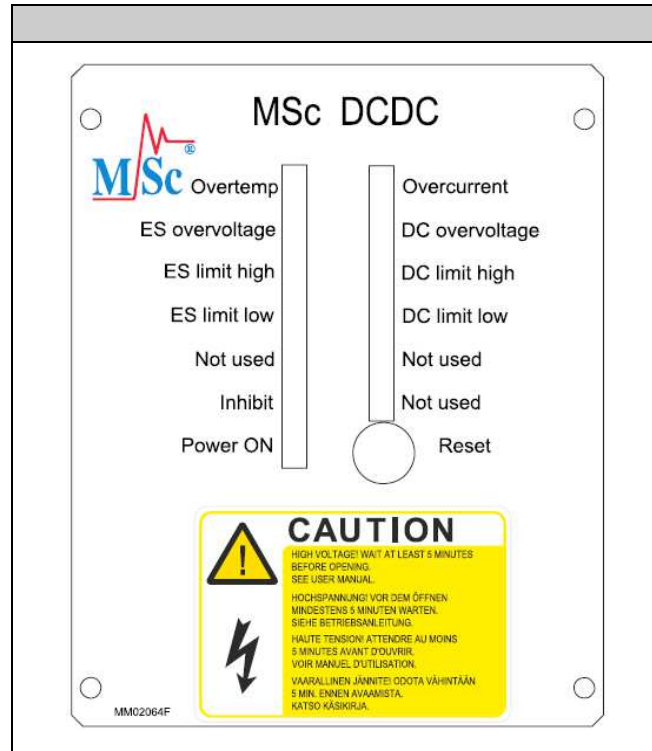 MSc DCDC
MSc®
Overtemp
ES overvoltage
ES limit high
ES limit low
Not used
Inhibit
Power ON
Overcurrent
DC overvoltage
DC limit high
DC limit low
Not used
Not used
Reset
CAUTION
HIGH VOLTAGE! WAIT AT LEAST 5 MINUTES
BEFORE OPENING.
SEE USER MANUAL.
HOCHSPANNUNG! VOR DEM ÖFFNEN
MINDESTENS 5 MINUTEN WARTEN.
SIEHE BETRIEBSANLEITUNG.
HAUTE TENSION! ATTENDRE AU MOINS
5 MINUTES AVANT D'OUVRIR.
VOIR MANUEL D'UTILISATION.
VAARALLINEN JÄNNITE! ODOTA VÄHINTÄÄN
5 MIN. ENNEN AVAAMISTA.
KATSO KÄSIKIRJA.
MM02064F